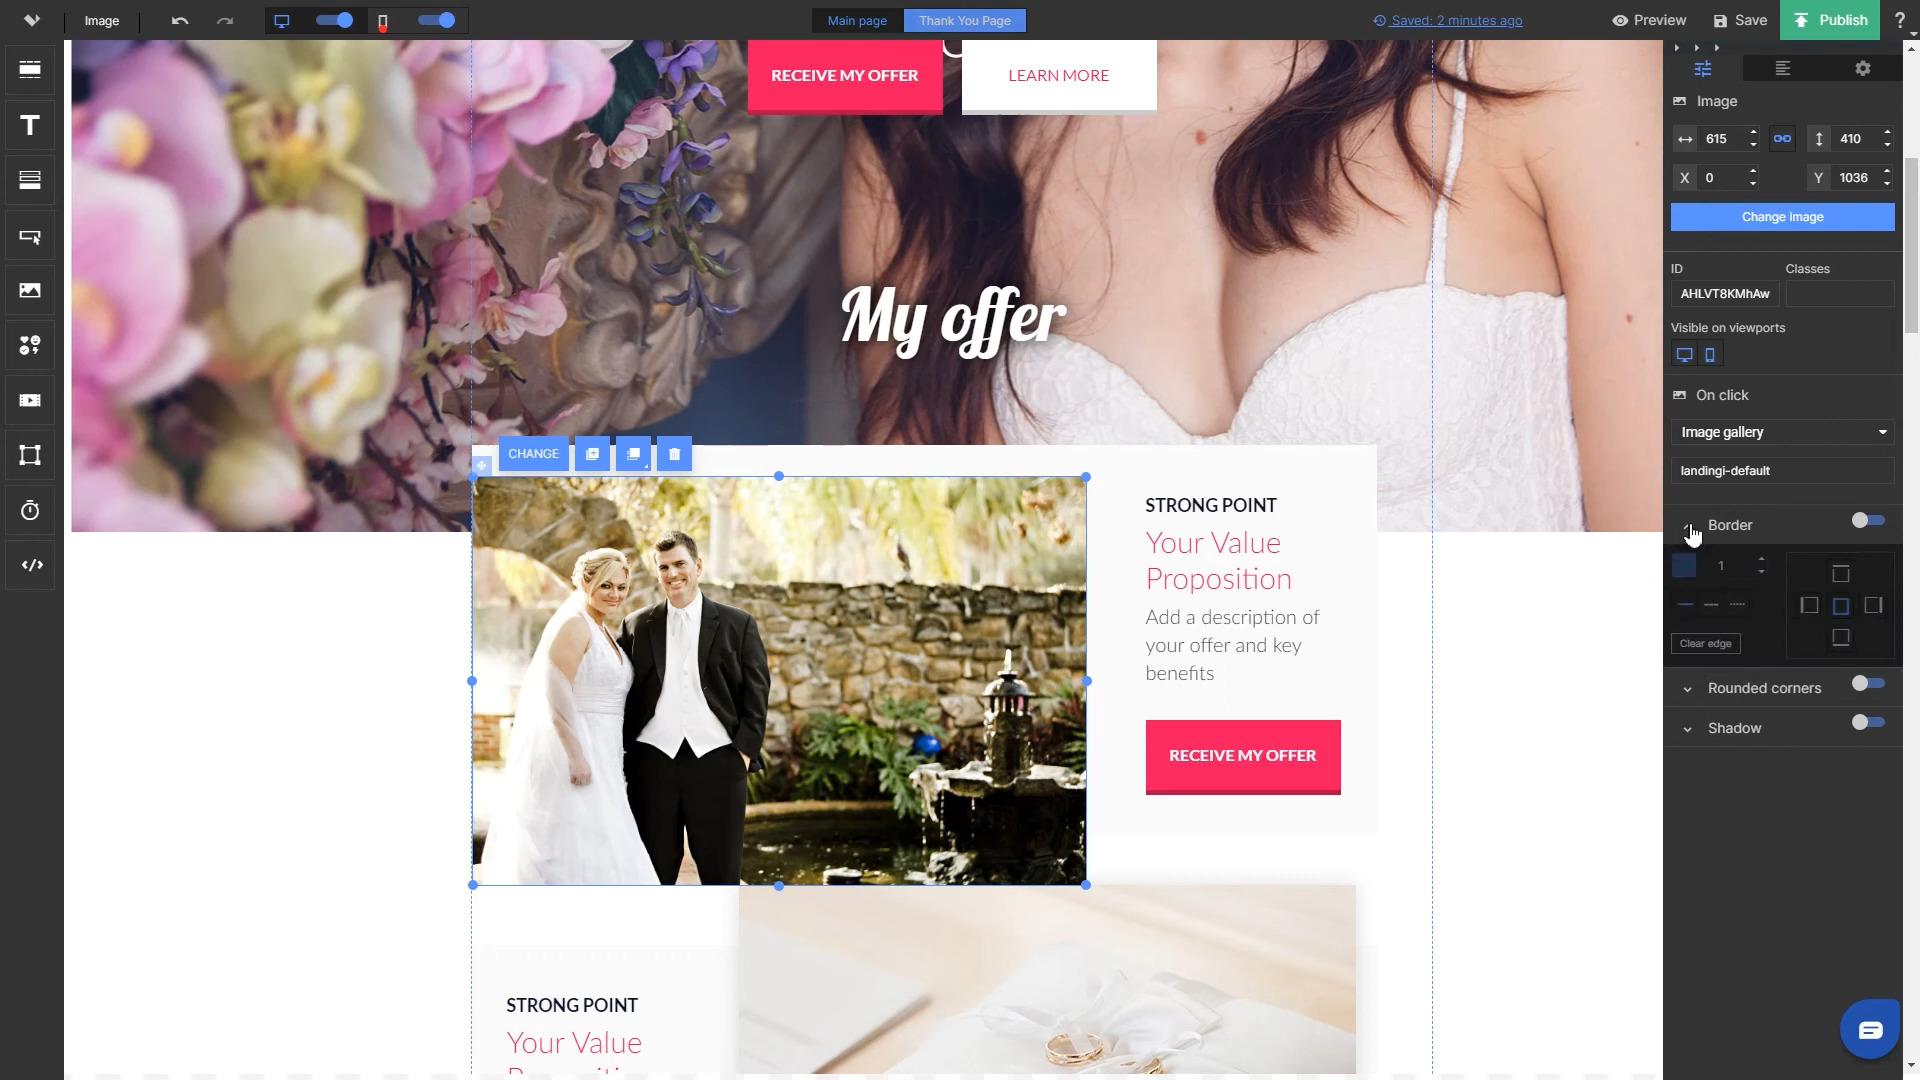 Image
Main page
Thank You Page
Saved: 2 minutes ago
Preview
Save
Publish
?
RECEIVE MY OFFER
LEARN MORE
My offer
CHANGE
STRONG POINT
Your Value
Proposition
Add a description of
your offer and key
benefits
RECEIVE MY OFFER
STRONG POINT
Your Value
Image
615
410
X 0
Y 1036
Change image
ID
Classes
AHLVT8KMhAw
Visible on viewports
On click
Image gallery
landingi-default
Border
1
Clear edge
Rounded corners
Shadow